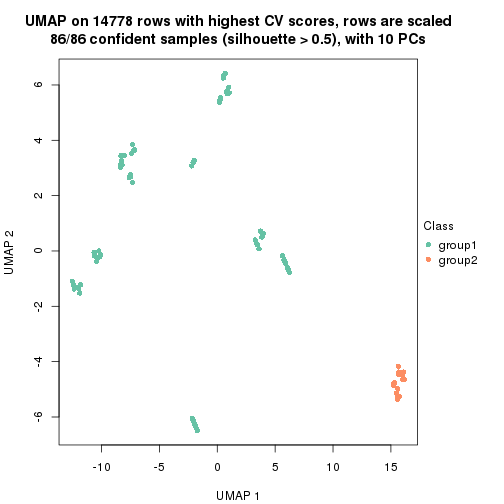 UMAP on 14778 rows with highest CV scores, rows are scaled
86/86 confident samples (silhouette > 0.5), with 10 PCs
6
4
2
0
-2
-4
-6
UMAP 2
-10
-5
0
5
10
15
UMAP 1
Class
group1
group2